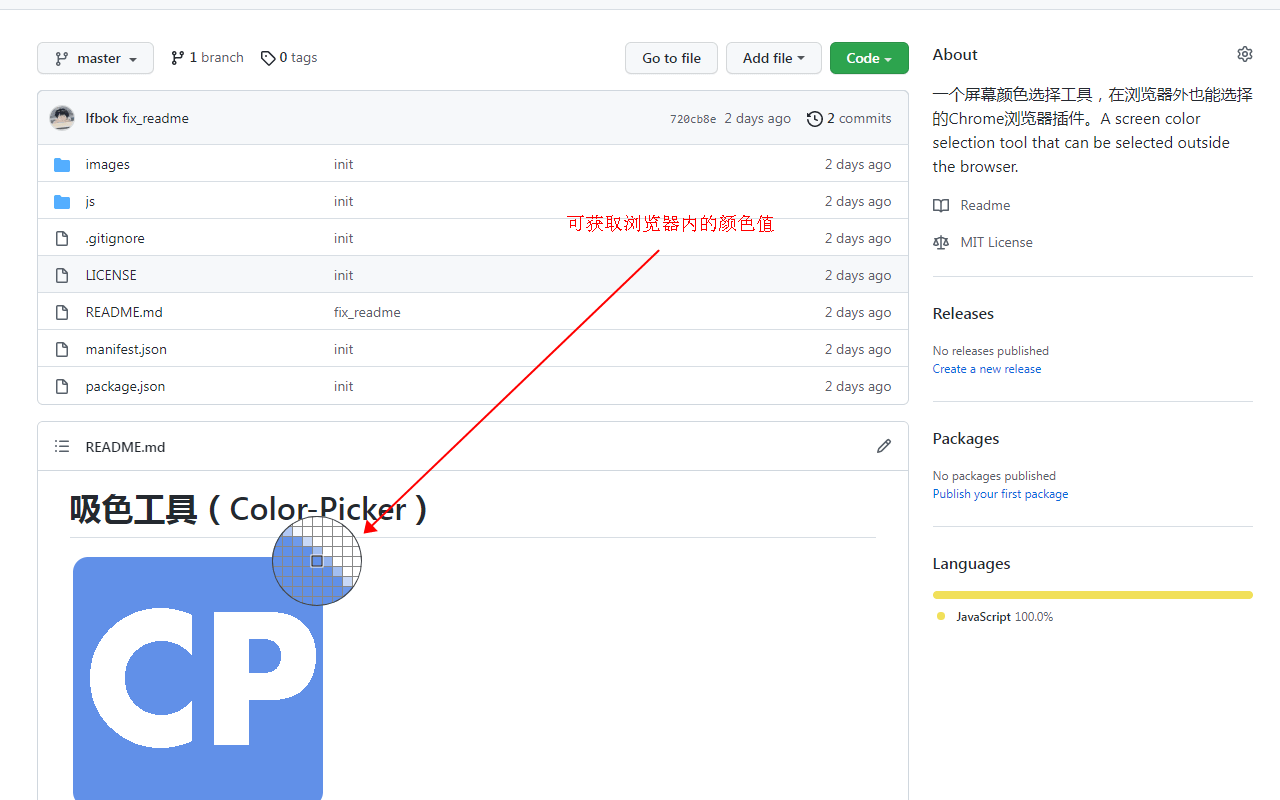 master
1 branch
0 tags
Go to file
Add file
Code
lfbok fix_readme
720cb8e 2 days ago
2 commits
images init 2 days ago
js init 2 days ago
.gitignore init 2 days ago
LICENSE init 2 days ago
README.md fix_readme 2 days ago
manifest.json init 2 days ago
package.json init 2 days ago
可获取浏览器内的颜色值
README.md
吸色工具（Color-Picker）
CP
About
一个屏幕颜色选择工具，在浏览器外也能选择
的Chrome浏览器插件。A screen color
selection tool that can be selected outside
the browser.
Readme
MIT License
Releases
No releases published
Create a new release
Packages
No packages published
Publish your first package
Languages
JavaScript 100.0%